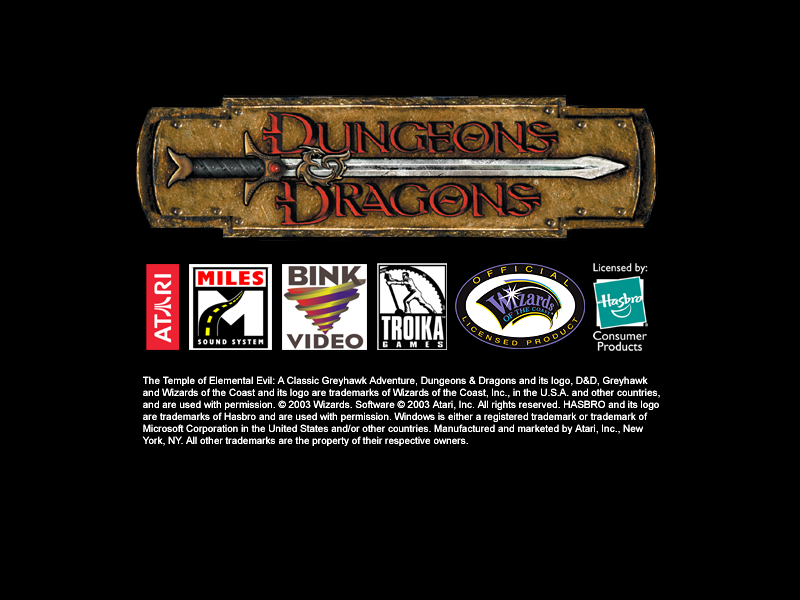 DUNGEONS
&
DRAGONS
ATARI
MILES
SOUND SYSTEM
BINK
VIDEO
TROIKA
GAMES
OFFICIAL
Wizards
OF THE COAST
LICENSED PRODUCT
Licensed by:
Hasbro
Consumer
Products
The Temple of Elemental Evil: A Classic Greyhawk Adventure, Dungeons & Dragons and its logo, D&D, Greyhawk
and Wizards of the Coast and its logo are trademarks of Wizards of the Coast, Inc., in the U.S.A. and other countries,
and are used with permission. © 2003 Wizards. Software © 2003 Atari, Inc. All rights reserved. HASBRO and its logo
are trademarks of Hasbro and are used with permission. Windows is either a registered trademark or trademark of
Microsoft Corporation in the United States and/or other countries. Manufactured and marketed by Atari, Inc., New
York, NY. All other trademarks are the property of their respective owners.